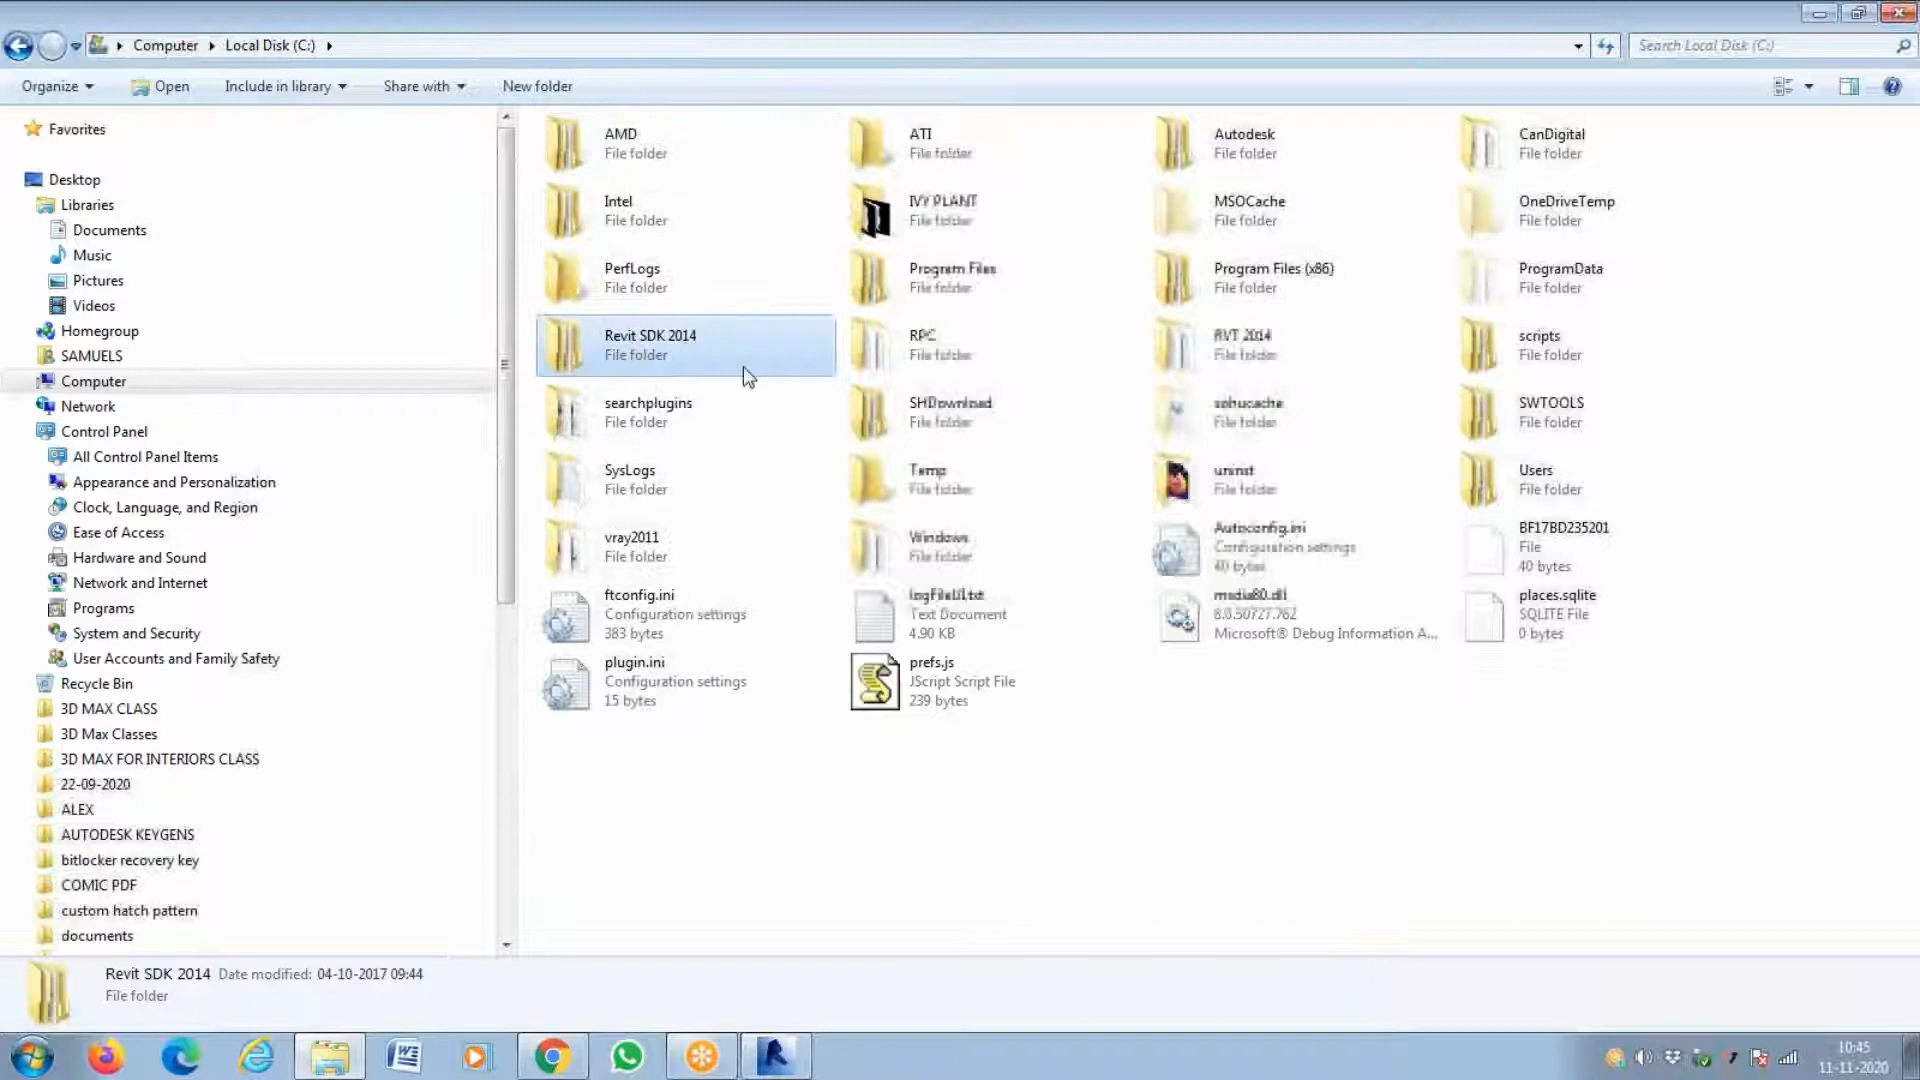 Computer Local Disk (C:)
Search Local Disk (C:)
Organize Open Include in library Share with New folder
Favorites
Desktop
Libraries
Documents
Music
Pictures
Videos
Homegroup
SAMUELS
Computer
Network
Control Panel
All Control Panel Items
Appearance and Personalization
Clock, Language, and Region
Ease of Access
Hardware and Sound
Network and Internet
Programs
System and Security
User Accounts and Family Safety
Recycle Bin
3D MAX CLASS
3D Max Classes
3D MAX FOR INTERIORS CLASS
22-09-2020
ALEX
AUTODESK KEYGENS
bitlocker recovery key
COMIC PDF
custom hatch pattern
documents
AMD
File folder
ATI
File folder
Autodesk
File folder
CanDigital
File folder
Intel
File folder
IVY PLANT
File folder
MSOCache
File folder
OneDriveTemp
File folder
PerfLogs
File folder
Program Files
File folder
Program Files (x86)
File folder
ProgramData
File folder
Revit SDK 2014
File folder
RPC
File folder
RVT 2014
File folder
scripts
File folder
searchplugins
File folder
SHDownload
File folder
sohucache
File folder
SWTOOLS
File folder
SysLogs
File folder
Temp
File folder
uninst
File folder
Users
File folder
vray2011
File folder
Windows
File folder
Autoconfig.ini
Configuration settings
40 bytes
BF17BD235201
File
40 bytes
ftconfig.ini
Configuration settings
383 bytes
logFileUI.txt
Text Document
4.90 KB
msdia80.dll
8.0.50727.762
Microsoft® Debug Information A...
places.sqlite
SQLITE File
0 bytes
plugin.ini
Configuration settings
15 bytes
prefs.js
JScript Script File
239 bytes
Revit SDK 2014 Date modified: 04-10-2017 09:44
File folder
10:45
11-11-2020